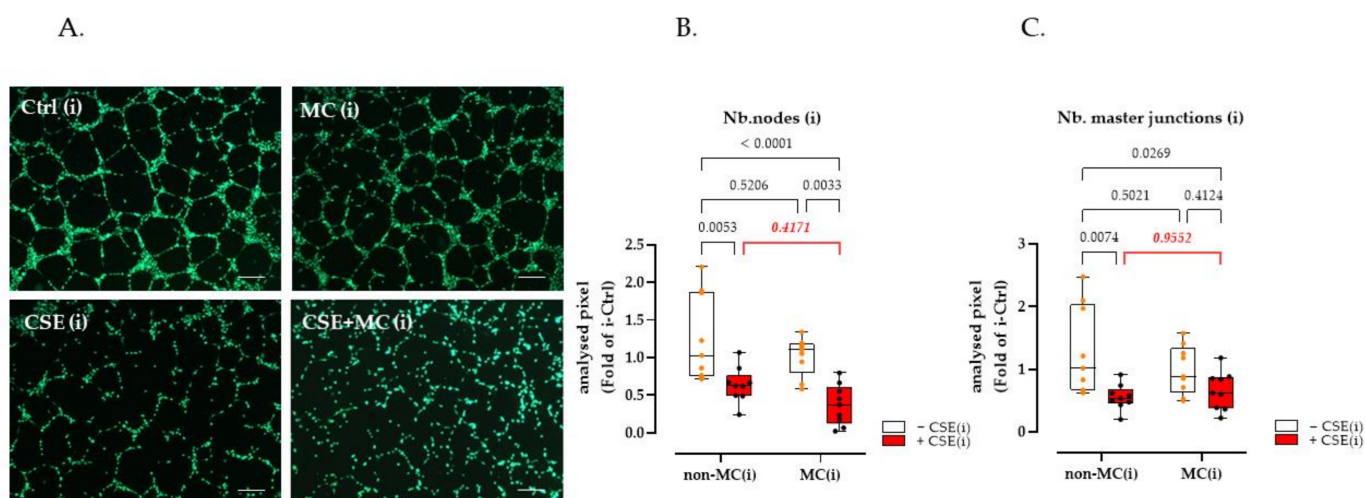 A.
B.
C.
Ctrl (i)
MC (i)
CSE (i)
CSE+MC (i)
Nb.nodes (i)
< 0.0001
0.5206
0.0033
0.0053
0.4171
2.5
2.0
1.5
1.0
0.5
0.0
analysed pixel
(Fold of i-Ctrl)
non-MC(i)
MC(i)
− CSE(i)
+ CSE(i)
Nb. master junctions (i)
0.0269
0.5021
0.4124
0.0074
0.9552
3
2
1
0
analysed pixel
(Fold of i-Ctrl)
non-MC(i)
MC(i)
− CSE(i)
+ CSE(i)